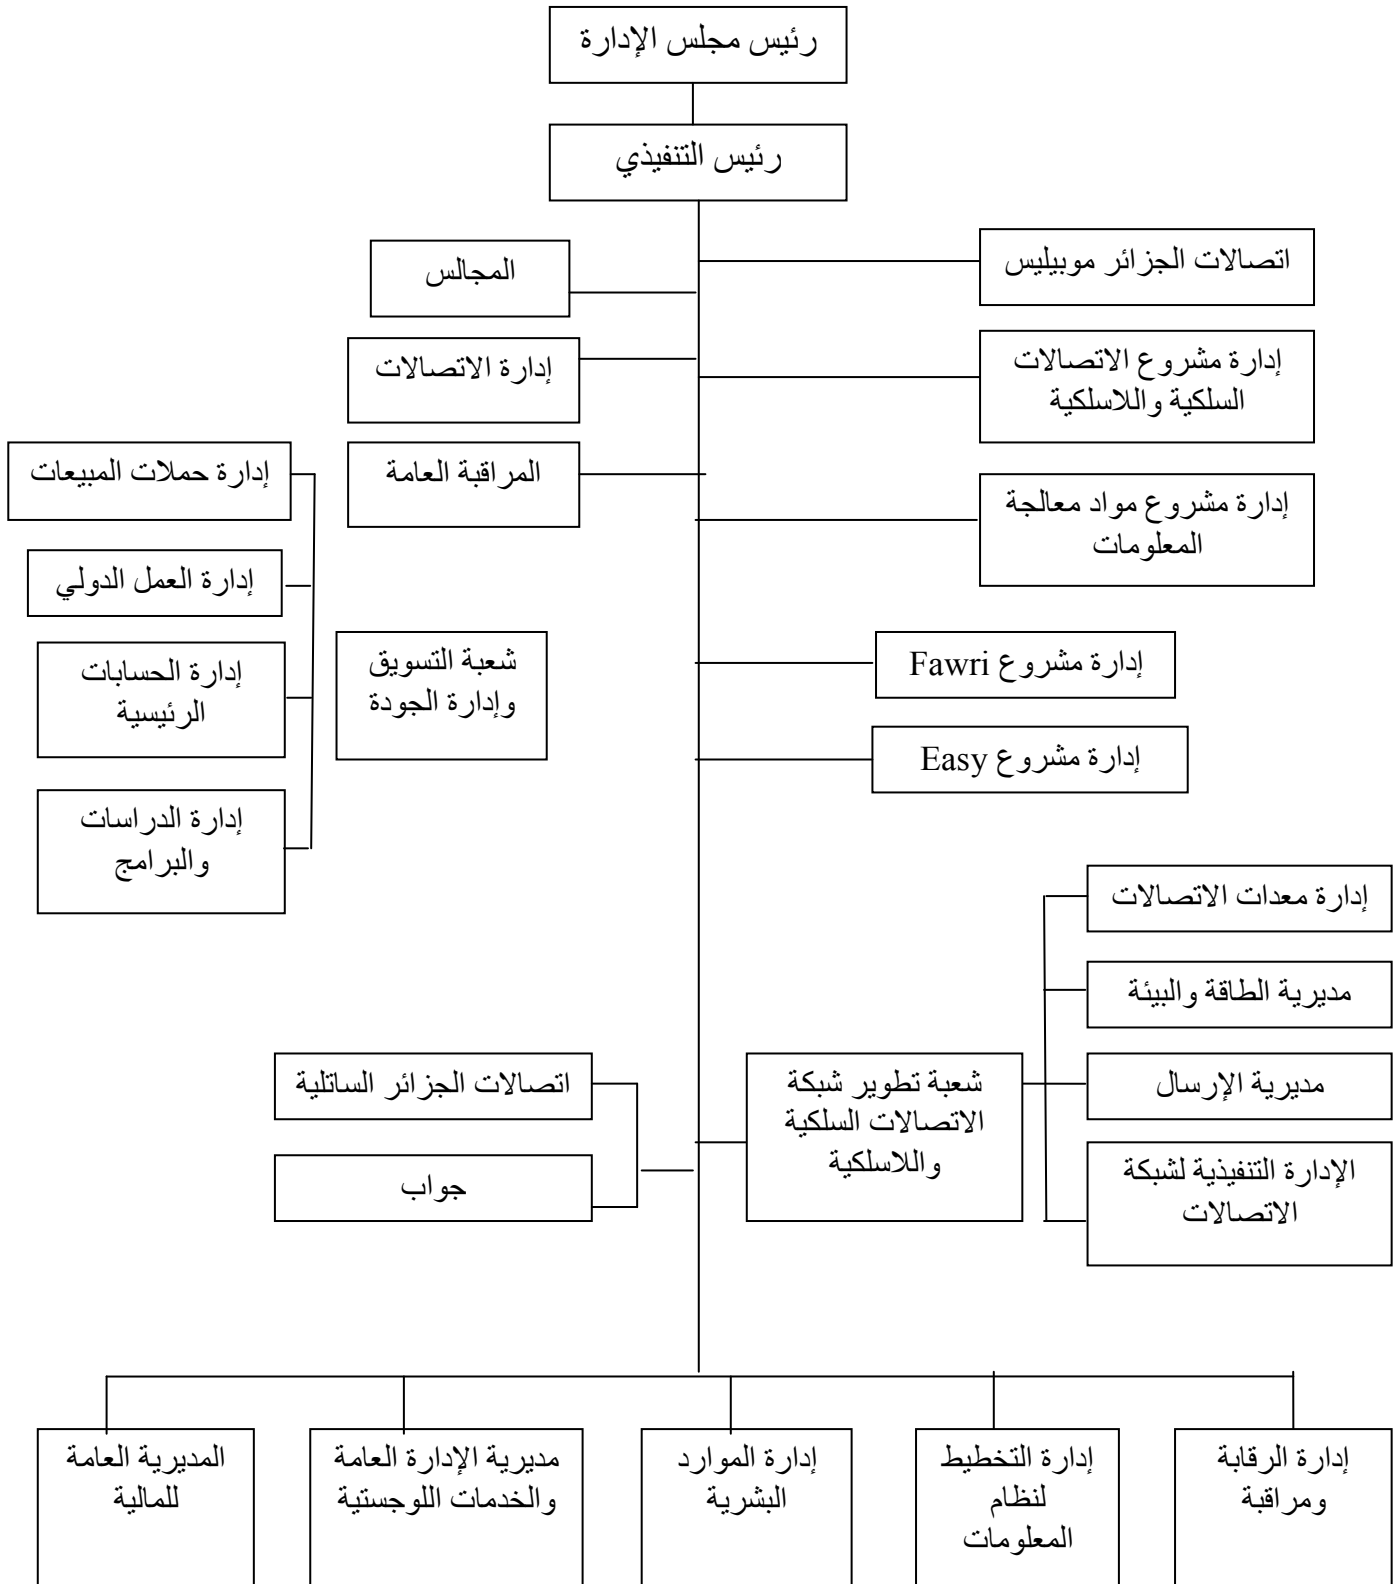 رئيس مجلس الإدارة
رئيس التنفيذي
اتصالات الجزائر موبيليس
المجالس
إدارة مشروع الاتصالات
السلكية واللاسلكية
إدارة الاتصالات
إدارة مشروع مواد معالجة
المعلومات
المراقبة العامة
إدارة حملات المبيعات
إدارة العمل الدولي
إدارة مشروع Fawri
شعبة التسويق
وإدارة الجودة
إدارة الحسابات
الرئيسية
إدارة مشروع Easy
إدارة الدراسات
والبرامج
إدارة معدات الاتصالات
مديرية الطاقة والبيئة
مديرية الإرسال
شعبة تطوير شبكة
الاتصالات السلكية
واللاسلكية
اتصالات الجزائر الساتلية
الإدارة التنفيذية لشبكة
الاتصالات
جواب
إدارة الرقابة
ومراقبة
إدارة التخطيط
لنظام
المعلومات
إدارة الموارد
البشرية
مديرية الإدارة العامة
والخدمات اللوجستية
المديرية العامة
للمالية